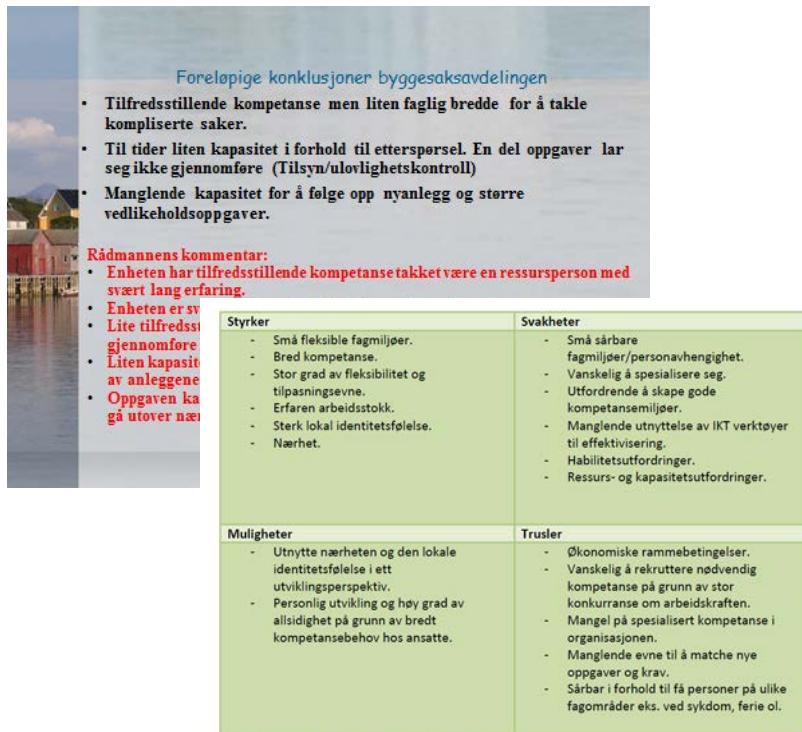 Foreløpige konklusjoner byggesaksavdelingen
• Tilfredsstillende kompetanse men liten faglig bredde for å takle
kompliserte saker.
• Til tider liten kapasitet i forhold til etterspørsel. En del oppgaver lar
seg ikke gjennomføre (Tilsyn/ulovlighetskontroll)
• Manglende kapasitet for å følge opp nyanlegg og større
vedlikeholdsoppgaver.
Rådmannens kommentar:
• Enheten har tilfredsstillende kompetanse takket være en ressursperson med
svært lang erfaring.
• Enheten er
• Lite
gjennomføre
• Liten
av anleggene
• Oppgaven
gå utover
Styrker
- Små fleksible fagmiljøer.
- Bred kompetanse.
- Stor grad av fleksibilitet og
tilpasningsevne.
- Erfaren arbeidsstokk.
- Sterk lokal identitetsfølelse.
- Nærhet.
Svakheter
- Små sårbare
fagmiljøer/personavhengighet.
- Vanskelig å spesialisere seg.
- Utfordrende å skape gode
kompetansemiljøer.
- Manglende utnyttelse av IKT verktøyer
til effektivisering.
- Habilitetsutfordringer.
- Ressurs- og kapasitetsutfordringer.
Muligheter
- Utnytte nærheten og den lokale
identitetsfølelse i ett
utviklingsperspektiv.
- Personlig utvikling og høy grad av
allsidighet på grunn av bredt
kompetansebehov hos ansatte.
Trusler
- Økonomiske rammebetingelser.
- Vanskelig å rekruttere nødvendig
kompetanse på grunn av stor
konkurranse om arbeidskraften.
- Mangel på spesialisert kompetanse i
organisasjonen.
- Manglende evne til å matche nye
oppgaver og krav.
- Sårbar i forhold til få personer på ulike
fagområder eks. ved sykdom, ferie ol.